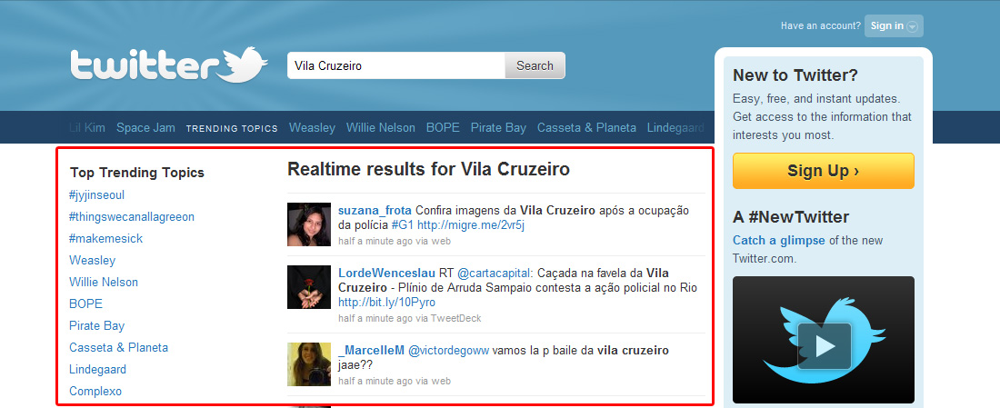 Have an account? Sign in
twitter
Vila Cruzeiro
Search
Lil Kim Space Jam TRENDING TOPICS Weasley Willie Nelson BOPE Pirate Bay Casseta & Planeta Lindegaard
Top Trending Topics
#jyjinseoul
#thingswecanallagreeon
#makemesick
Weasley
Willie Nelson
BOPE
Pirate Bay
Casseta & Planeta
Lindegaard
Complexo
Realtime results for Vila Cruzeiro
suzana_frota Confira imagens da Vila Cruzeiro após a ocupação
da polícia #G1 http://migre.me/2vr5j
half a minute ago via web
LordeWenceslau RT @cartacapital: Caçada na favela da Vila
Cruzeiro - Plínio de Arruda Sampaio contesta a ação policial no Rio
http://bit.ly/10Pyro
half a minute ago via TweetDeck
_MarcelleM @victordegoww vamos la p baile da vila cruzeiro
jaae??
half a minute ago via web
New to Twitter?
Easy, free, and instant updates.
Get access to the information that
interests you most.
Sign Up ›
A #NewTwitter
Catch a glimpse of the new
Twitter.com.